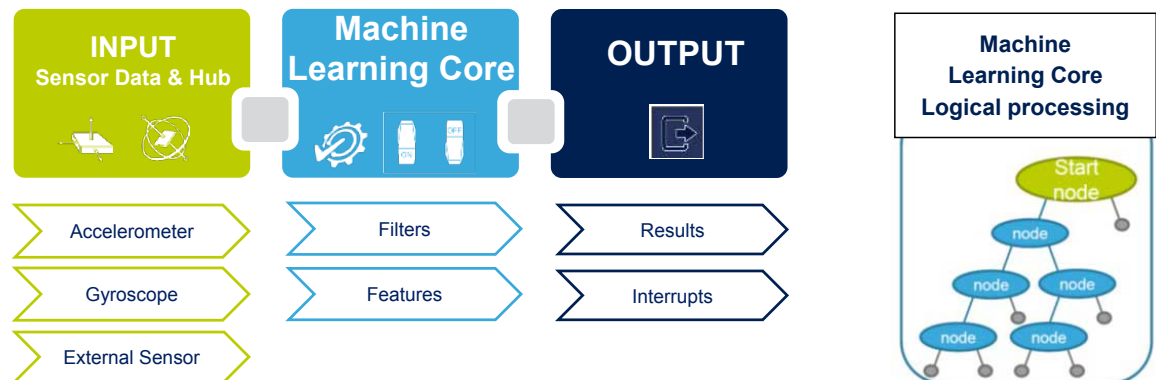 INPUT
Sensor Data & Hub
Machine
Learning Core
ON
OFF
OUTPUT
Accelerometer
Gyroscope
External Sensor
Filters
Features
Results
Interrupts
Machine
Learning Core
Logical processing
Start
node
node
node
node
node
node